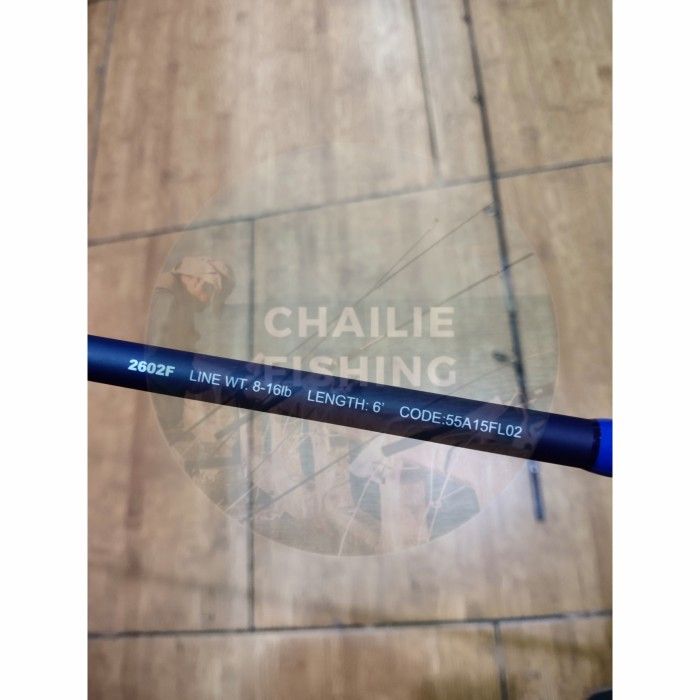 CHAILIE
FISHING
2602F LINE WT. 8-16lb LENGTH: 6' CODE:55A15FL02